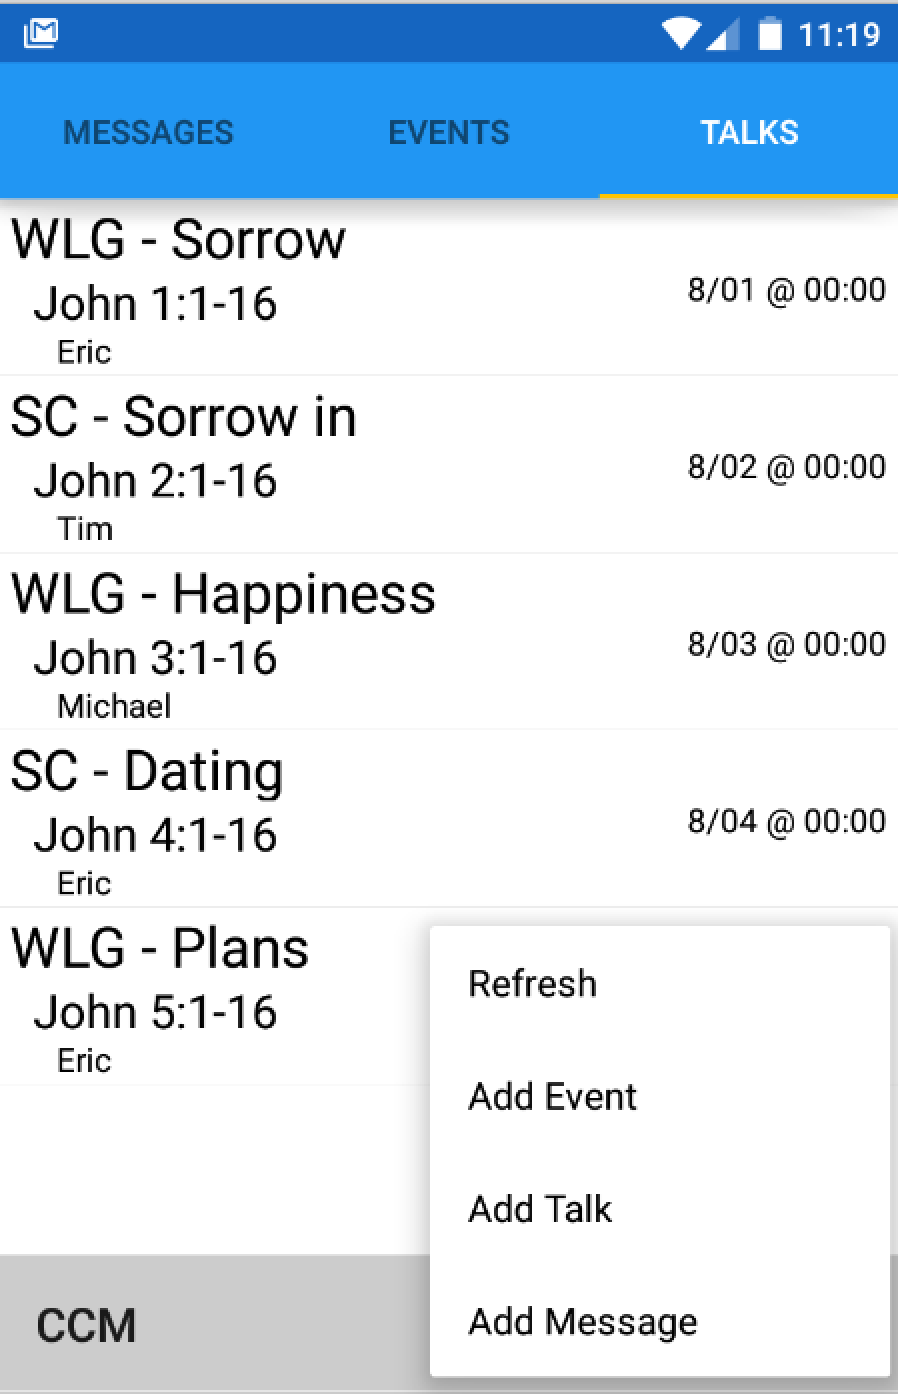 11:19
MESSAGES EVENTS TALKS
WLG - Sorrow
John 1:1-16
Eric
8/01 @ 00:00
SC - Sorrow in
John 2:1-16
Tim
8/02 @ 00:00
WLG - Happiness
John 3:1-16
Michael
8/03 @ 00:00
SC - Dating
John 4:1-16
Eric
8/04 @ 00:00
WLG - Plans
John 5:1-16
Eric
Refresh
Add Event
Add Talk
Add Message
CCM